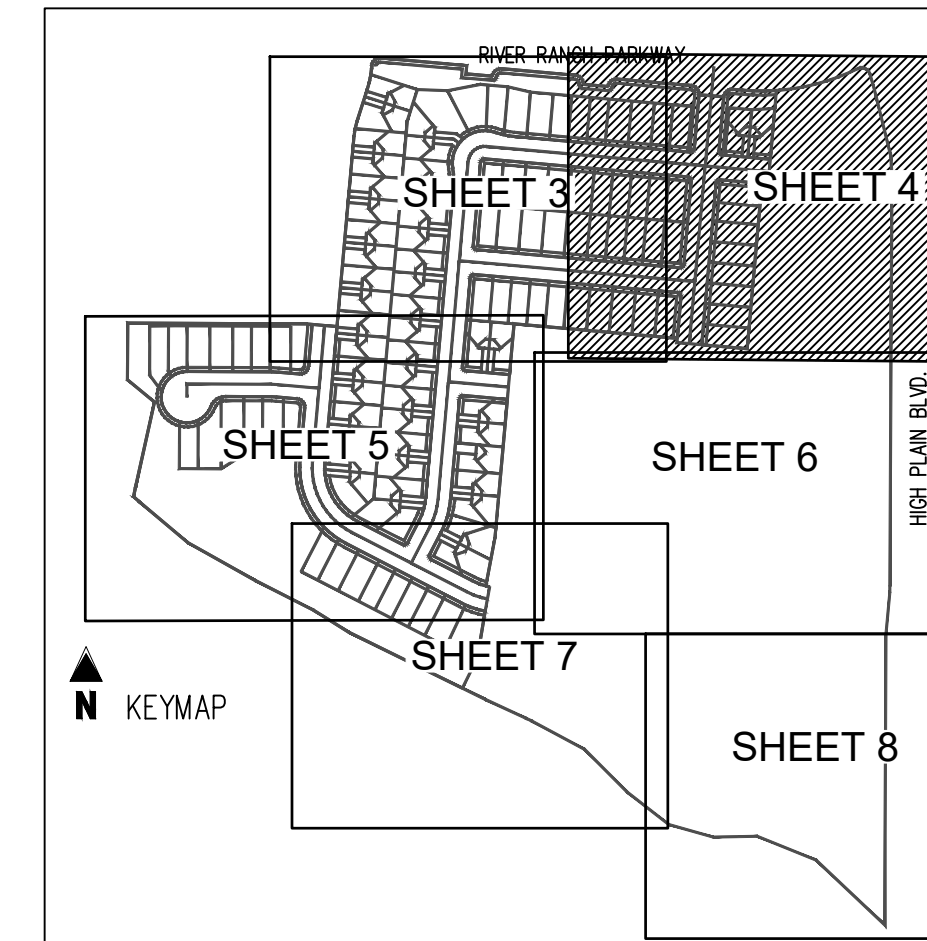 RIVER RANCH PARKWAY
SHEET 3
SHEET 4
HIGH PLAIN BLVD.
SHEET 5
SHEET 6
SHEET 7
N KEYMAP
SHEET 8